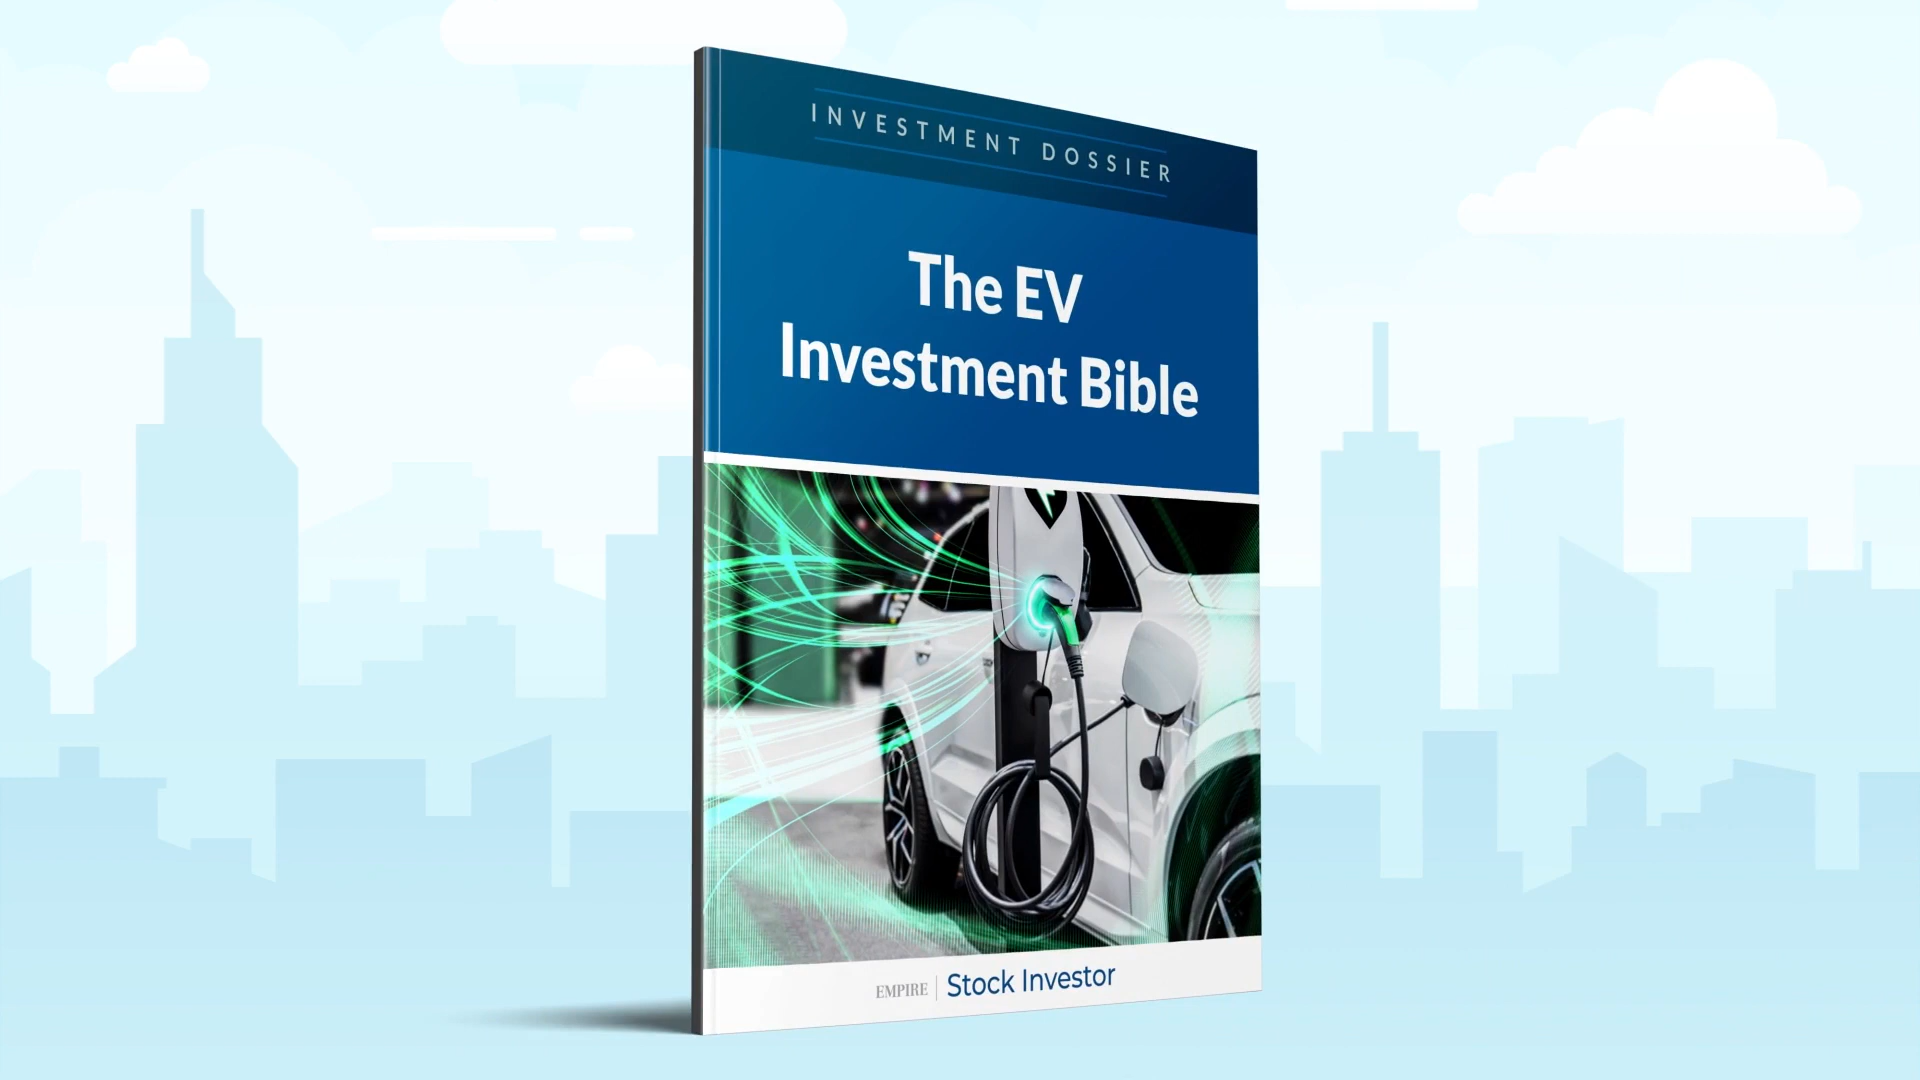 INVESTMENT DOSSIER
The EV
Investment Bible
EMPIRE | Stock Investor